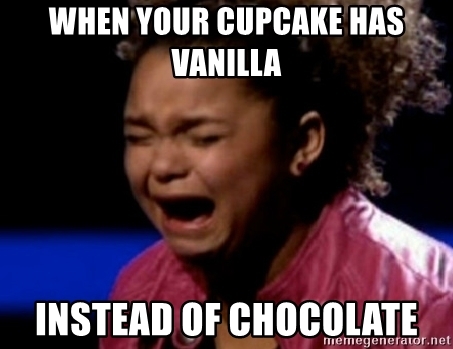 WHEN YOUR CUPCAKE HAS
VANILLA
INSTEAD OF CHOCOLATE
memegenerator.net